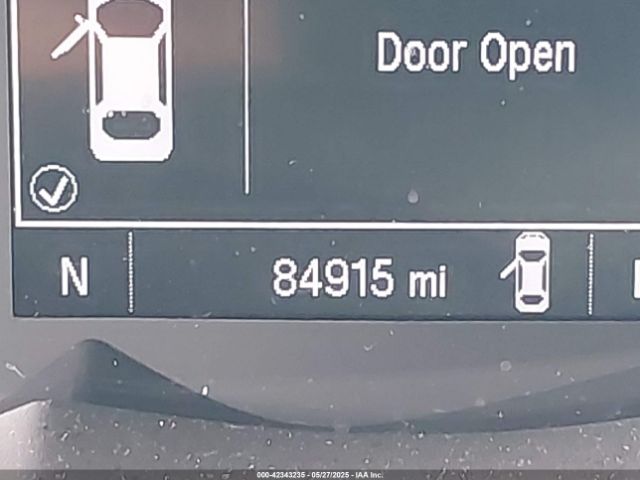 Door Open
N 84915 mi
000-42343235 - 05/27/2025 - IAA Inc.